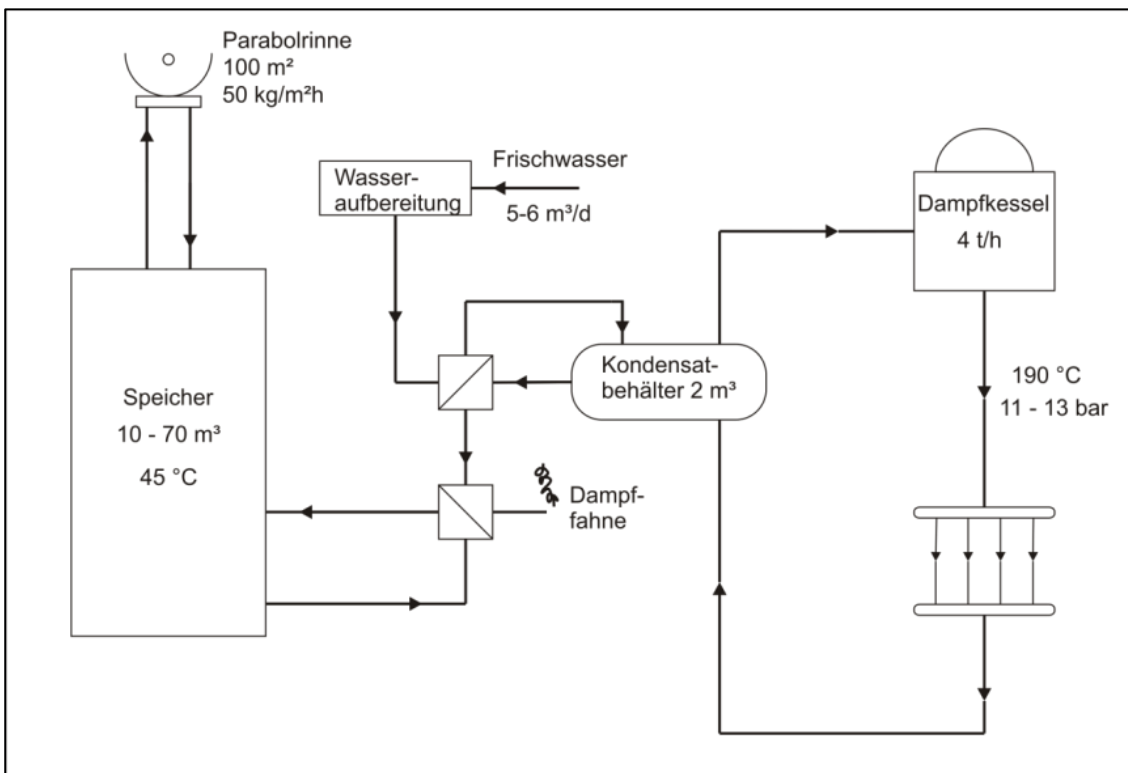 Parabolrinne
100 m²
50 kg/m²h
Frischwasser
5-6 m³/d
Wasser-
aufbereitung
Dampfkessel
4 t/h
Kondensat-
behälter 2 m³
190 °C
11 - 13 bar
Speicher
10 - 70 m³
45 °C
Dampf-
fahne